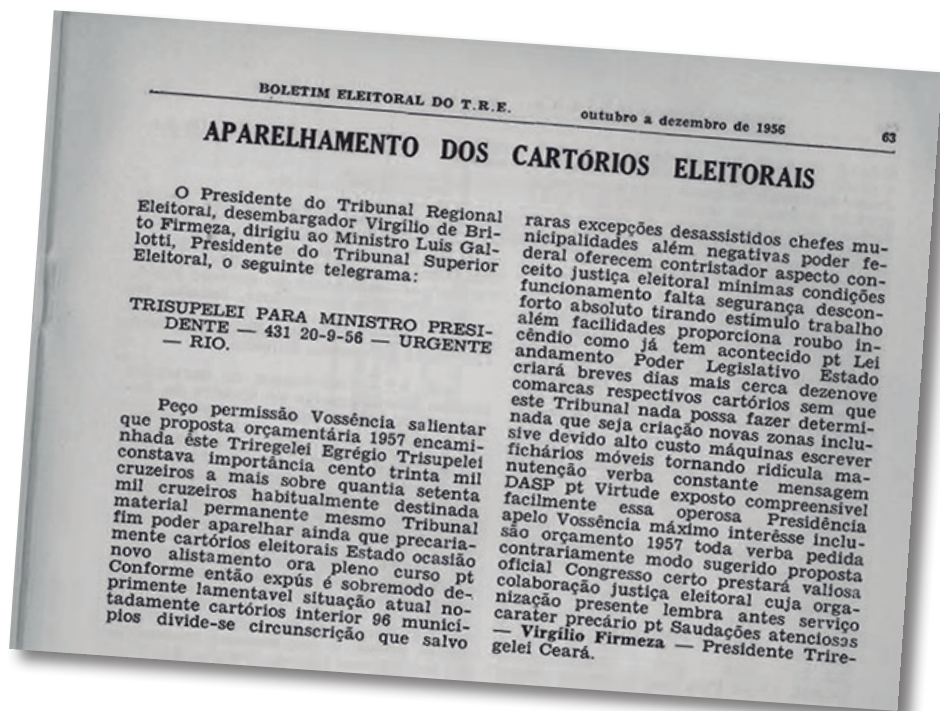 BOLETIM ELEITORAL DO T.R.E. outubro a dezembro de 1956 63
APARELHAMENTO DOS CARTÓRIOS ELEITORAIS
O Presidente do Tribunal Regional
Eleitoral, desembargador Virgilio de Bri-
to Firmeza, dirigiu ao Ministro Luis Gal-
lotti, Presidente do Tribunal Superior
Eleitoral, o seguinte telegrama:
TRISUPELEI PARA MINISTRO PRESI-
DENTE — 431 20-9-56 — URGENTE
— RIO.
Peço permissão Vossência salientar
que proposta orçamentária 1957 encami-
nhada êste Triregelei Egrégio Trisupelei
constava importância cento trinta mil
cruzeiros a mais sobre quantia setenta
mil cruzeiros habitualmente destinada
material permanente mesmo Tribunal
fim poder aparelhar ainda que precaria-
mente cartórios eleitorais Estado ocasião
novo alistamento ora pleno curso pt
Conforme então expús é sobremodo de-
primente lamentavel situação atual no-
tadamente cartórios interior 96 municí-
pios divide-se circunscrição que salvo
raras excepções desassistidos chefes mu-
nicipalidades além negativas poder fe-
deral oferecem contristador aspecto con-
ceito justiça eleitoral mínimas condições
funcionamento falta segurança descon-
forto absoluto tirando estímulo trabalho
além facilidades proporciona roubo in-
cêndio como já tem acontecido pt Lei
andamento Poder Legislativo Estado
criará breves dias mais cerca dezenove
comarcas respectivos cartórios sem que
este Tribunal nada possa fazer determi-
nada que seja criação novas zonas inclu-
sive devido alto custo máquinas escrever
fichários móveis tornando ridícula ma-
nutenção verba constante mensagem
DASP pt Virtude exposto compreensivel
facilmente essa operosa Presidência
apelo Vossência máximo interêsse inclu-
são orçamento 1957 toda verba pedida
contrariamente modo sugerido proposta
oficial Congresso certo prestará valiosa
colaboração justiça eleitoral cuja orga-
nização presente lembra antes serviço
carater precário pt Saudações atenciosas
— Virgílio Firmeza — Presidente Trire-
gelei Ceará.